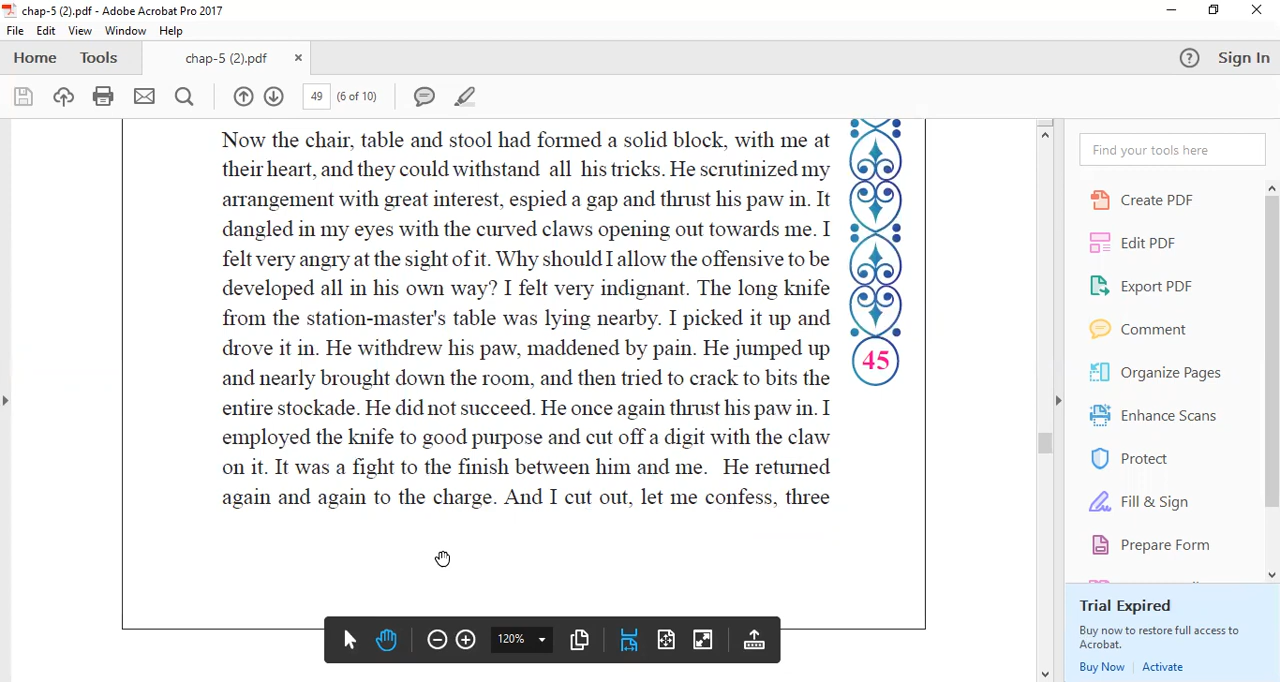 chap-5 (2).pdf - Adobe Acrobat Pro 2017
File Edit View Window Help
Home Tools chap-5 (2).pdf × ? Sign In
49 (6 of 10)
Now the chair, table and stool had formed a solid block, with me at
their heart, and they could withstand all his tricks. He scrutinized my
arrangement with great interest, espied a gap and thrust his paw in. It
dangled in my eyes with the curved claws opening out towards me. I
felt very angry at the sight of it. Why should I allow the offensive to be
developed all in his own way? I felt very indignant. The long knife
from the station-master's table was lying nearby. I picked it up and
drove it in. He withdrew his paw, maddened by pain. He jumped up
and nearly brought down the room, and then tried to crack to bits the
entire stockade. He did not succeed. He once again thrust his paw in. I
employed the knife to good purpose and cut off a digit with the claw
on it. It was a fight to the finish between him and me. He returned
again and again to the charge. And I cut out, let me confess, three
45
120%
Find your tools here
Create PDF
Edit PDF
Export PDF
Comment
Organize Pages
Enhance Scans
Protect
Fill & Sign
Prepare Form
Trial Expired
Buy now to restore full access to
Acrobat.
Buy Now Activate